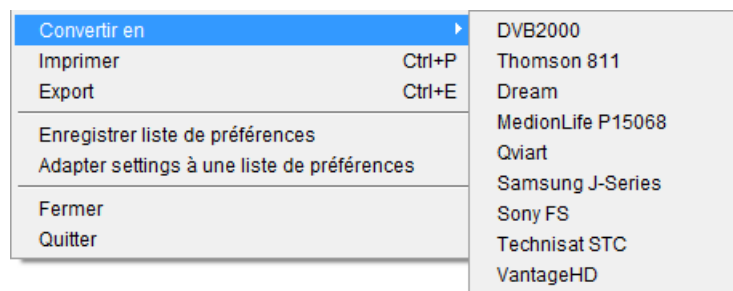 Convertir en
Imprimer Ctrl+P
Export Ctrl+E
Enregistrer liste de préférences
Adapter settings à une liste de préférences
Fermer
Quitter
DVB2000
Thomson 811
Dream
MedionLife P15068
Qviart
Samsung J-Series
Sony FS
Technisat STC
VantageHD